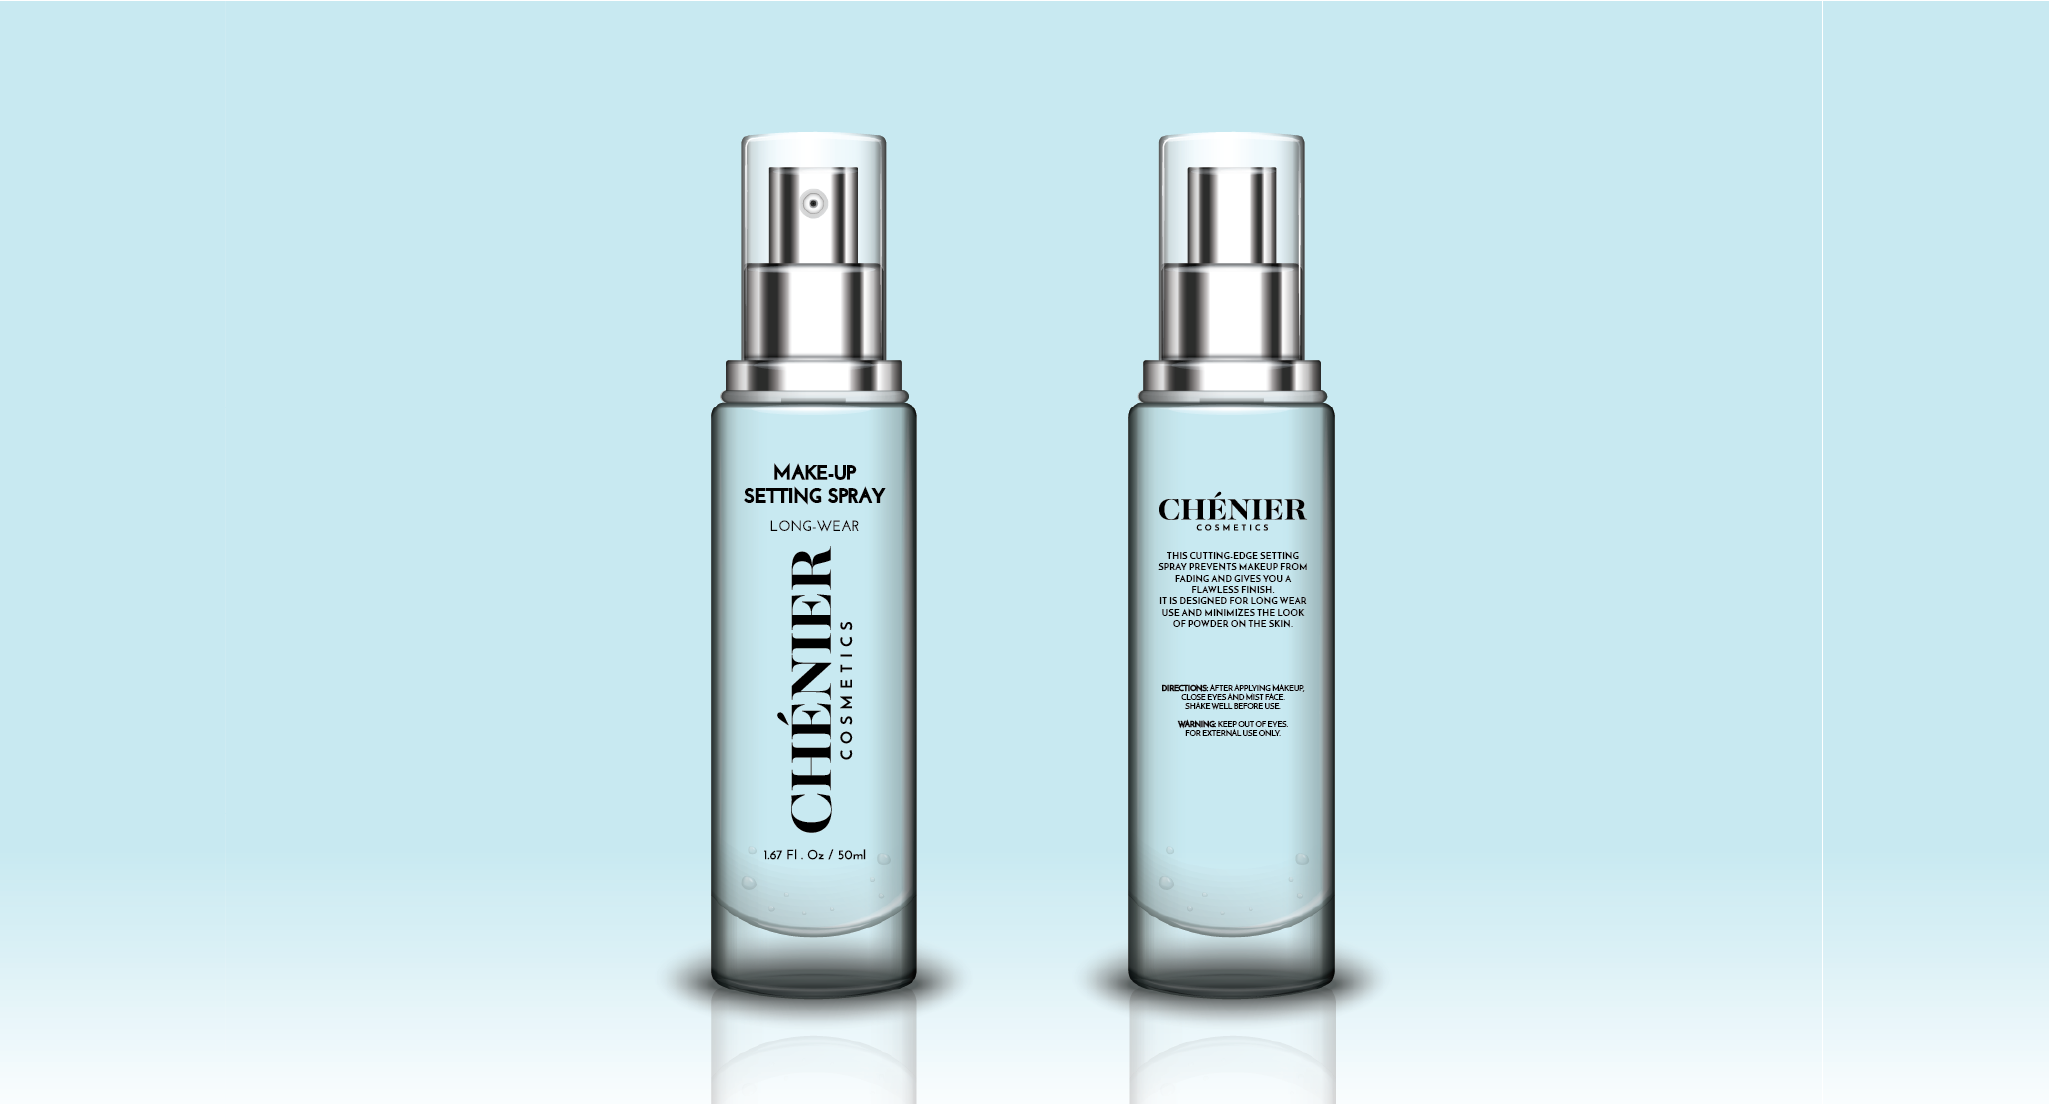 MAKE-UP
SETTING SPRAY
LONG-WEAR
CHÉNIER
COSMETICS
1.67 Fl . Oz / 50ml
CHÉNIER
COSMETICS
THIS CUTTING-EDGE SETTING
SPRAY PREVENTS MAKEUP FROM
FADING AND GIVES YOU A
FLAWLESS FINISH.
IT IS DESIGNED FOR LONG WEAR
USE AND MINIMIZES THE LOOK
OF POWDER ON THE SKIN.
DIRECTIONS: AFTER APPLYING MAKEUP,
CLOSE EYES AND MIST FACE.
SHAKE WELL BEFORE USE.
WARNING: KEEP OUT OF EYES.
FOR EXTERNAL USE ONLY.